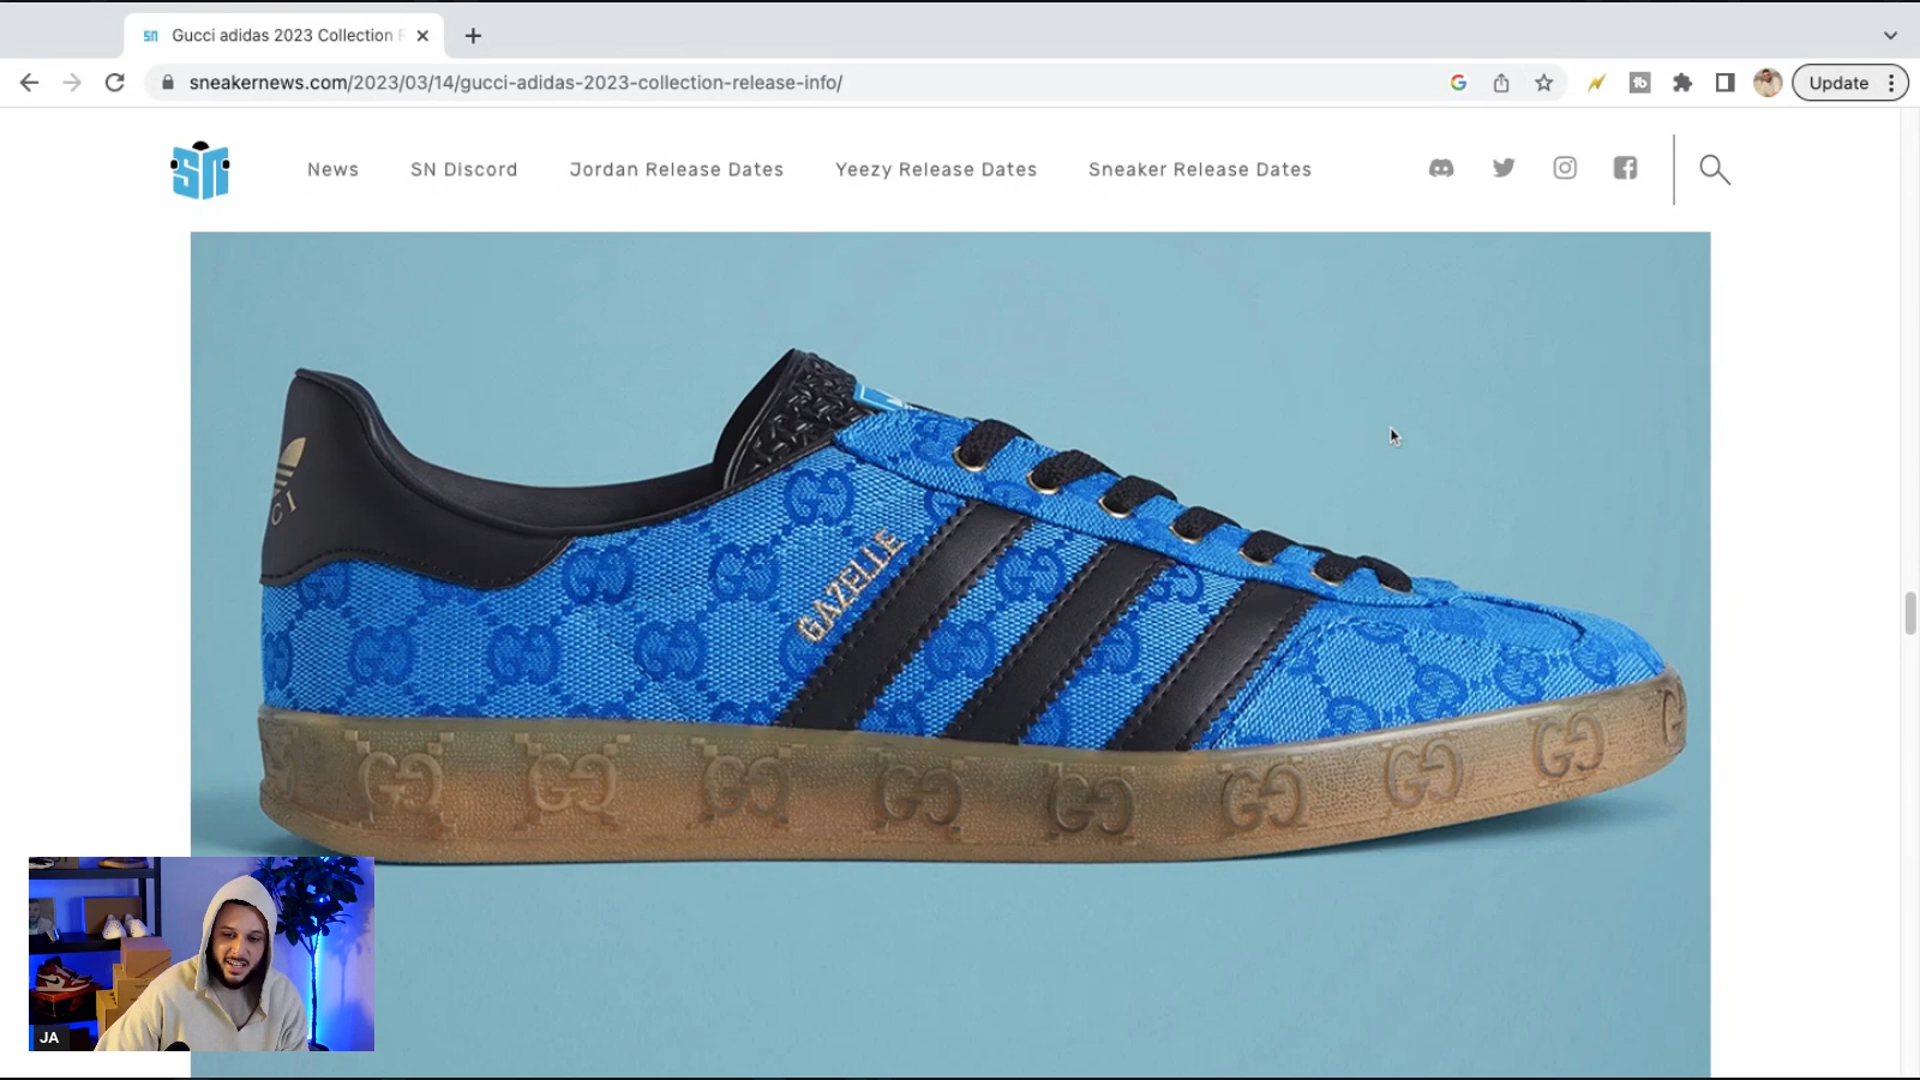 Gucci adidas 2023 Collection
sneakernews.com/2023/03/14/gucci-adidas-2023-collection-release-info/
Update
SN
News
SN Discord
Jordan Release Dates
Yeezy Release Dates
Sneaker Release Dates
GAZELLE
JA